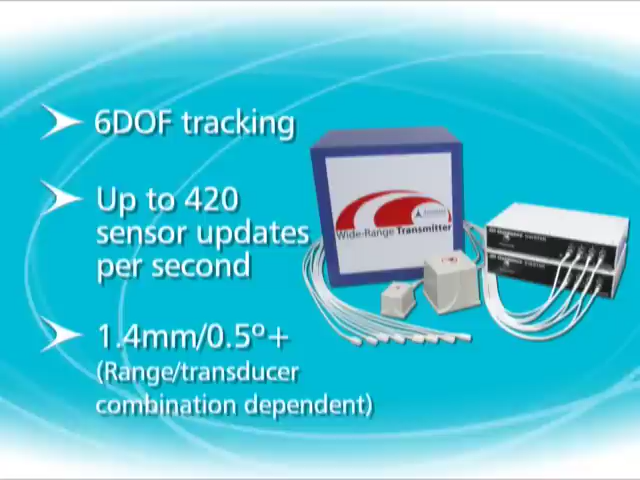 6DOF tracking
Up to 420
sensor updates
per second
1.4mm/0.5º+
(Range/transducer
combination dependent)
Wide-Range Transmitter